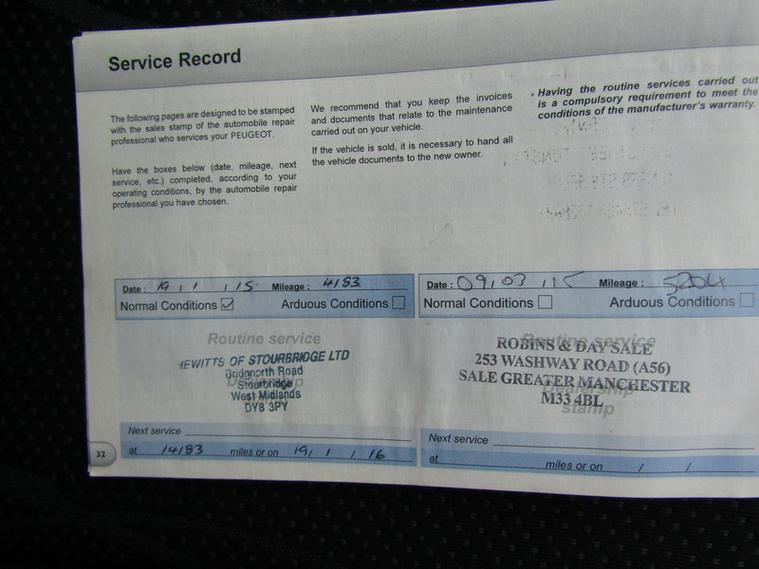 Service Record
The following pages are designed to be stamped
with the sales stamp of the automobile repair
professional who services your PEUGEOT.
Have the boxes below (date, mileage, next
service, etc.) completed, according to your
operating conditions, by the automobile repair
professional you have chosen.
We recommend that you keep the invoices
and documents that relate to the maintenance
carried out on your vehicle.
If the vehicle is sold, it is necessary to hand all
the vehicle documents to the new owner.
• Having the routine services carried out
is a compulsory requirement to meet the
conditions of the manufacturer's warranty.
Date : 19 / 1 / 15 Mileage : 4183
Normal Conditions ☑ Arduous Conditions ☐
Routine service
HEWITTS OF STOURBRIDGE LTD
Bridgnorth Road
Stourbridge
West Midlands
DY8 3PY
Next service
at 14183 miles or on 19 / 1 / 16
Date : 09 / 03 / 15 Mileage : 5204
Normal Conditions ☐ Arduous Conditions ☐
Routine service
ROBINS & DAY SALE
253 WASHWAY ROAD (A56)
SALE GREATER MANCHESTER
Dealership
M33 4BL
stamp
Next service
at miles or on / /
32